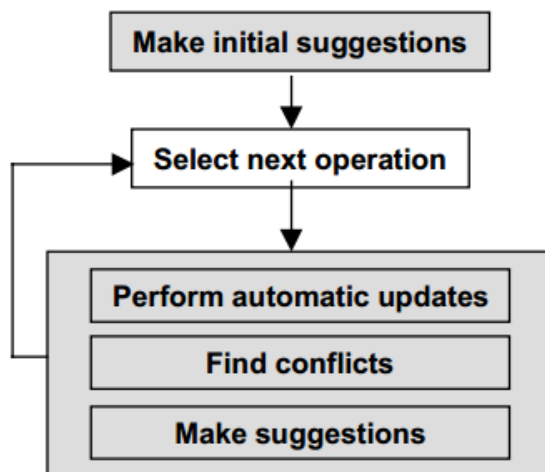 Make initial suggestions
Select next operation
Perform automatic updates
Find conflicts
Make suggestions